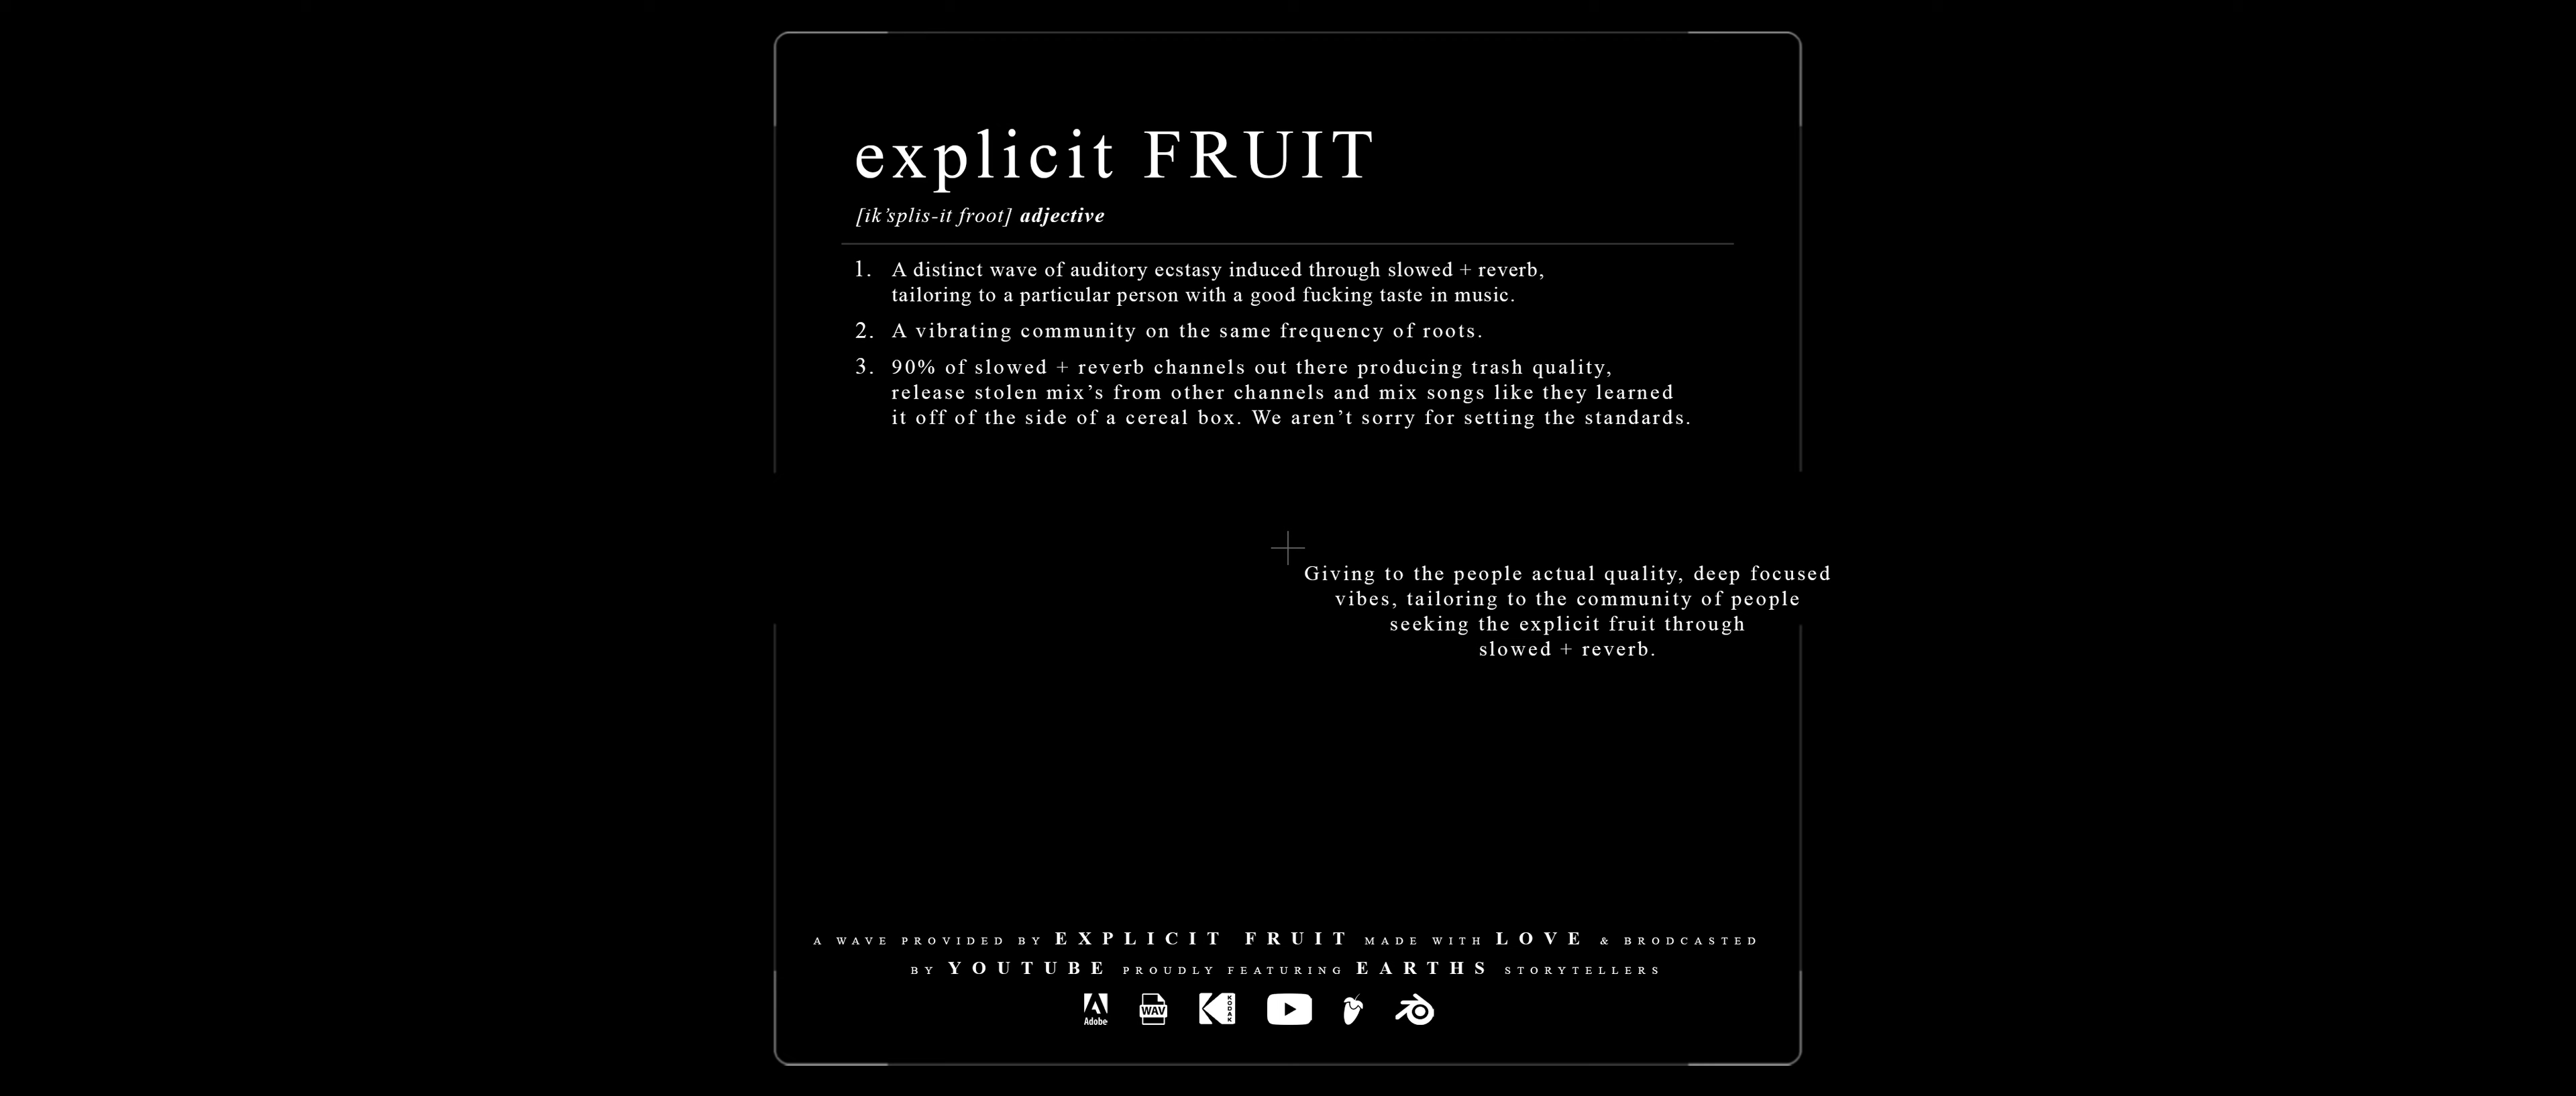 explicit FRUIT
[ik’splis-it froot] adjective
1. A distinct wave of auditory ecstasy induced through slowed + reverb,
tailoring to a particular person with a good fucking taste in music.
2. A vibrating community on the same frequency of roots.
3. 90% of slowed + reverb channels out there producing trash quality,
release stolen mix’s from other channels and mix songs like they learned
it off of the side of a cereal box. We aren’t sorry for setting the standards.
Giving to the people actual quality, deep focused
vibes, tailoring to the community of people
seeking the explicit fruit through
slowed + reverb.
A WAVE PROVIDED BY EXPLICIT FRUIT MADE WITH LOVE & BRODCASTED
BY YOUTUBE PROUDLY FEATURING EARTHS STORYTELLERS
Adobe WAV KODAK